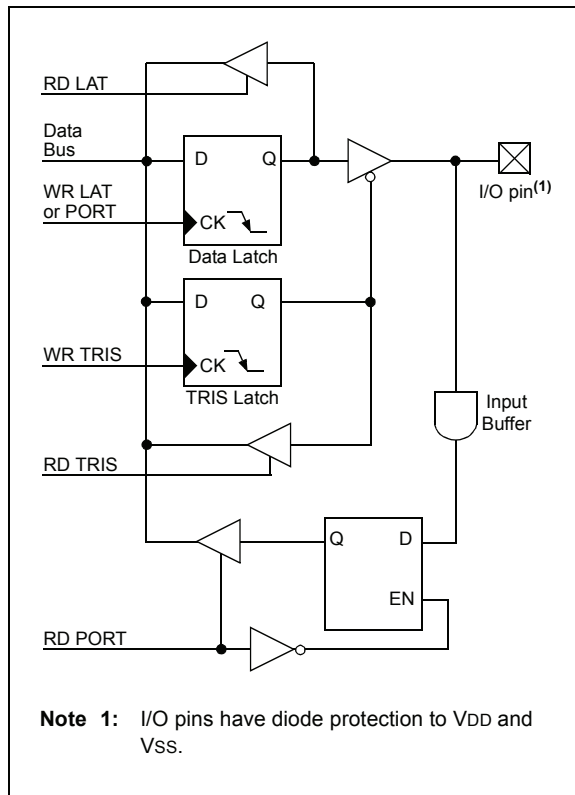 RD LAT
Data
Bus
D Q
WR LAT
or PORT
CK
Data Latch
I/O pin(1)
D Q
WR TRIS
CK
TRIS Latch
Input
Buffer
RD TRIS
Q D
EN
RD PORT
Note 1: I/O pins have diode protection to VDD and
VSS.